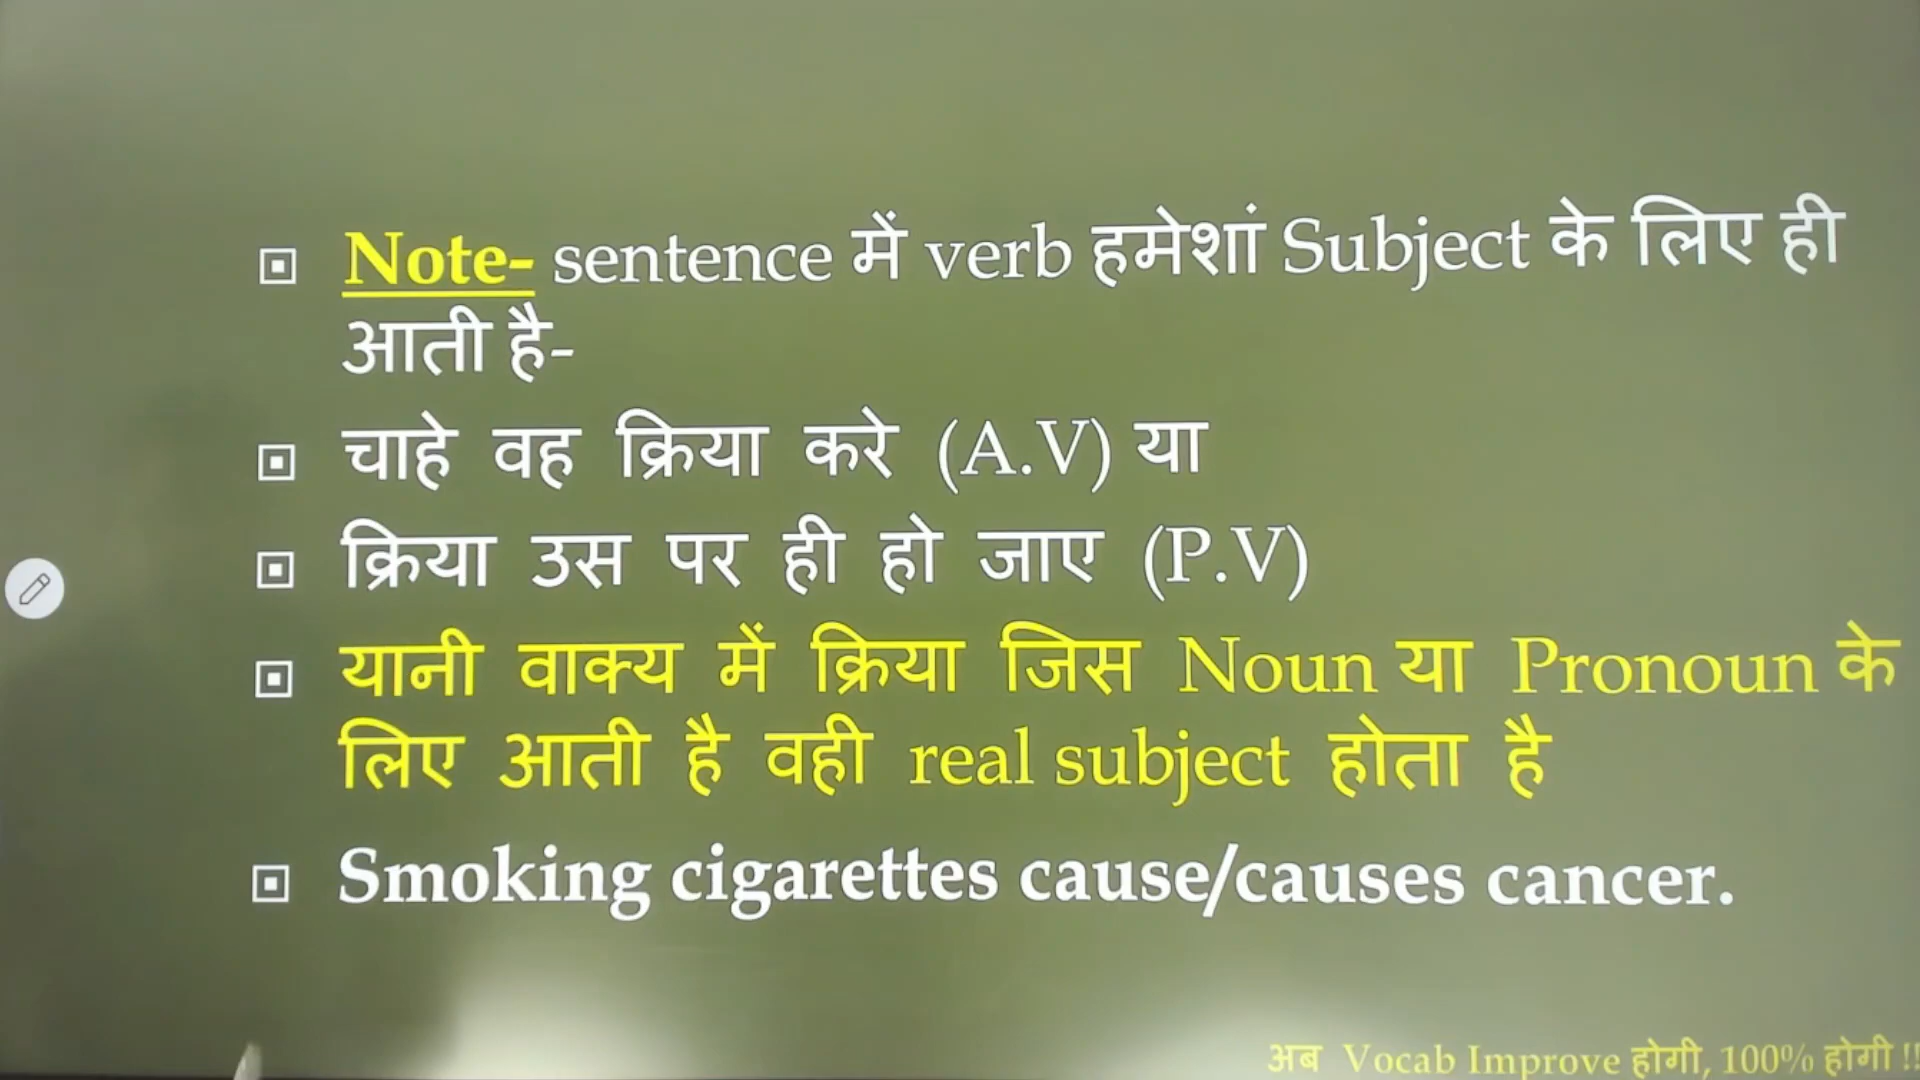 Note- sentence में verb हमेशां Subject के लिए ही
आती है-
चाहे वह क्रिया करे (A.V) या
क्रिया उस पर ही हो जाए (P.V)
यानी वाक्य में क्रिया जिस Noun या Pronoun के
लिए आती है वही real subject होता है
Smoking cigarettes cause/causes cancer.
अब Vocab Improve होगी, 100% होगी !!